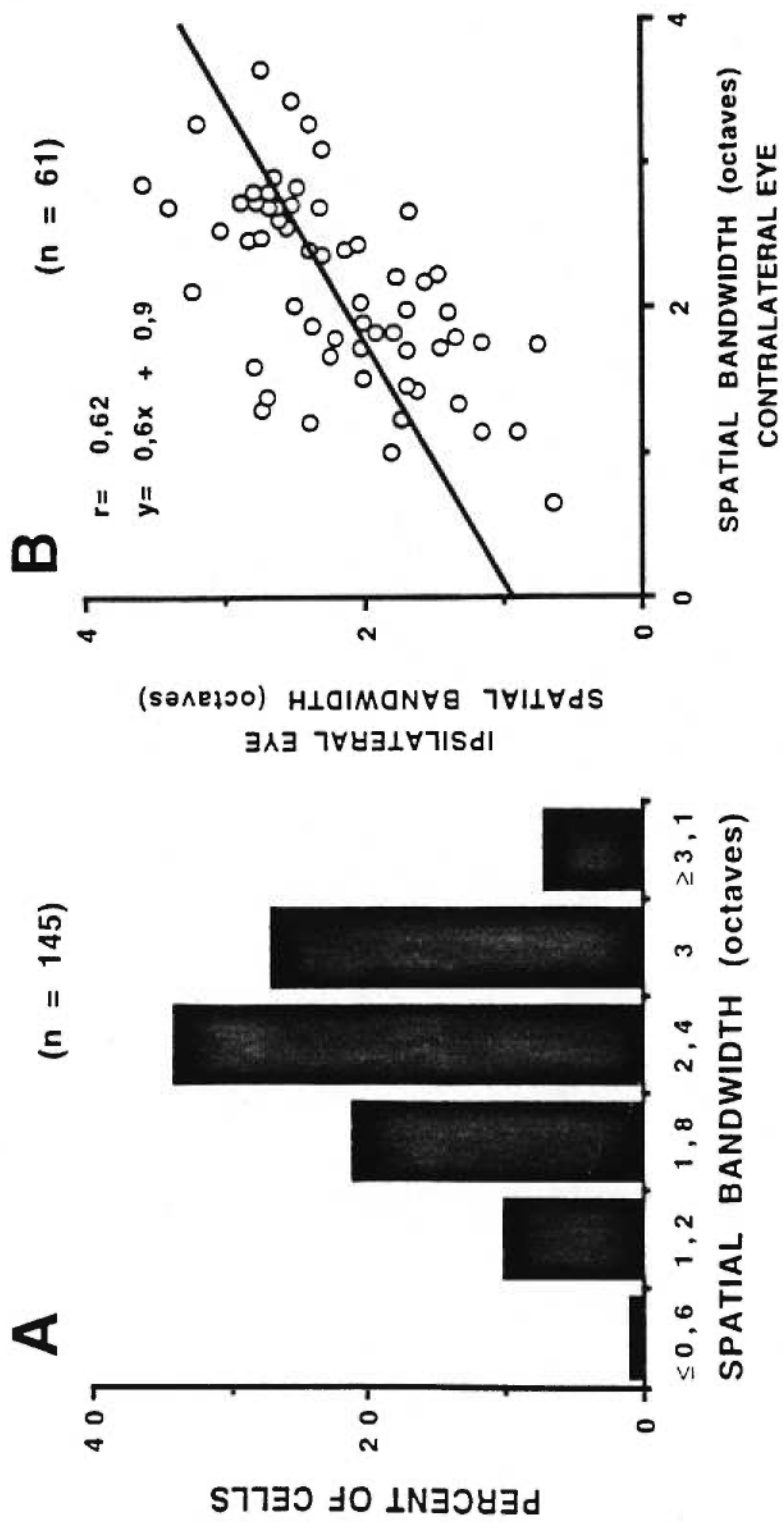 A
(n = 145)
PERCENT OF CELLS
40
20
0
≤0,6 1,2 1,8 2,4 3 ≥3,1
SPATIAL BANDWIDTH (octaves)
B
(n = 61)
r= 0,62
y= 0,6x + 0,9
IPSILATERAL EYE
SPATIAL BANDWIDTH (octaves)
4
2
0
0 2 4
SPATIAL BANDWIDTH (octaves)
CONTRALATERAL EYE